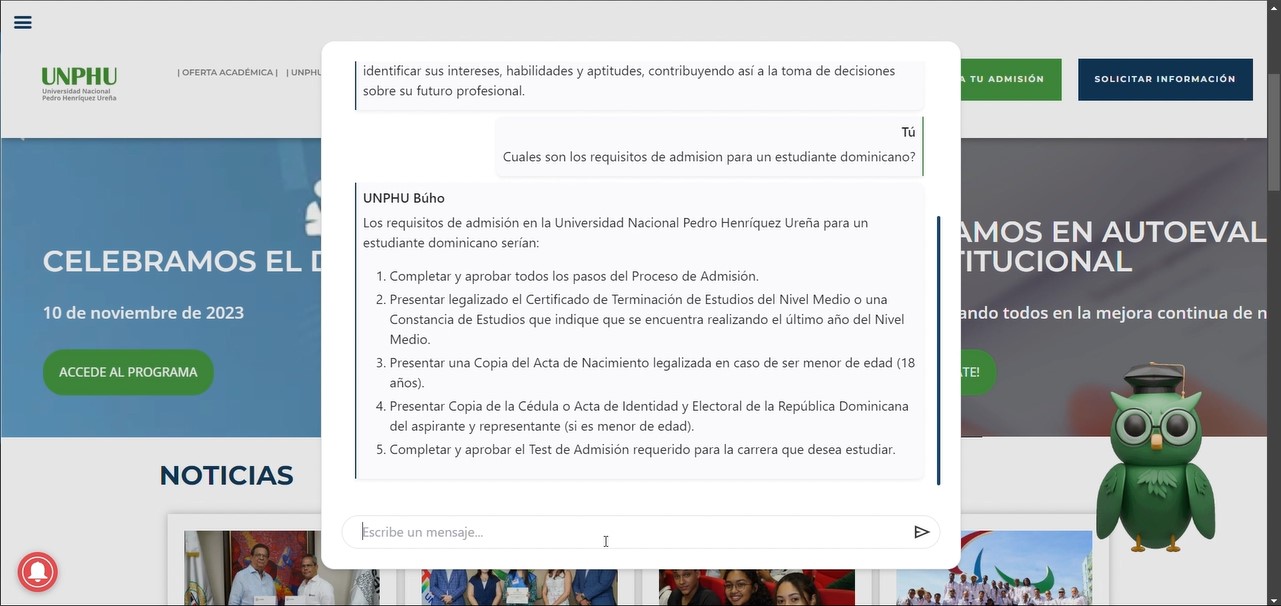 UNPHU
Universidad Nacional
Pedro Henríquez Ureña
| OFERTA ACADÉMICA |
| UNPHU
A TU ADMISIÓN
SOLICITAR INFORMACIÓN
identificar sus intereses, habilidades y aptitudes, contribuyendo así a la toma de decisiones
sobre su futuro profesional.
Tú
Cuales son los requisitos de admision para un estudiante dominicano?
UNPHU Búho
Los requisitos de admisión en la Universidad Nacional Pedro Henríquez Ureña para un
estudiante dominicano serían:
1. Completar y aprobar todos los pasos del Proceso de Admisión.
2. Presentar legalizado el Certificado de Terminación de Estudios del Nivel Medio o una
Constancia de Estudios que indique que se encuentra realizando el último año del Nivel
Medio.
3. Presentar una Copia del Acta de Nacimiento legalizada en caso de ser menor de edad (18
años).
4. Presentar Copia de la Cédula o Acta de Identidad y Electoral de la República Dominicana
del aspirante y representante (si es menor de edad).
5. Completar y aprobar el Test de Admisión requerido para la carrera que desea estudiar.
Escribe un mensaje...
CELEBRAMOS EL D
10 de noviembre de 2023
ACCEDE AL PROGRAMA
AMOS EN AUTOEVAL
TITUCIONAL
ando todos en la mejora continua de n
ATE!
NOTICIAS